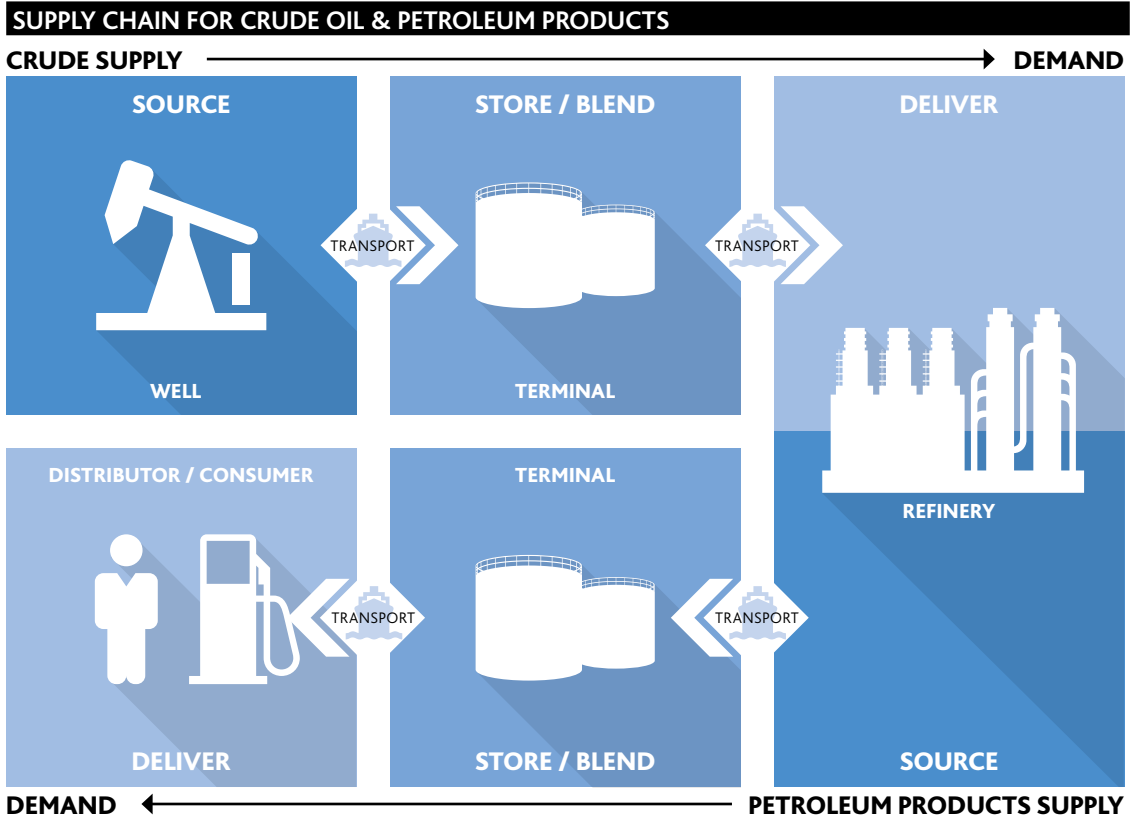 SUPPLY CHAIN FOR CRUDE OIL & PETROLEUM PRODUCTS
CRUDE SUPPLY
DEMAND
SOURCE
STORE / BLEND
DELIVER
TRANSPORT
TRANSPORT
WELL
TERMINAL
DISTRIBUTOR / CONSUMER
TERMINAL
REFINERY
TRANSPORT
TRANSPORT
DELIVER
STORE / BLEND
SOURCE
DEMAND
PETROLEUM PRODUCTS SUPPLY